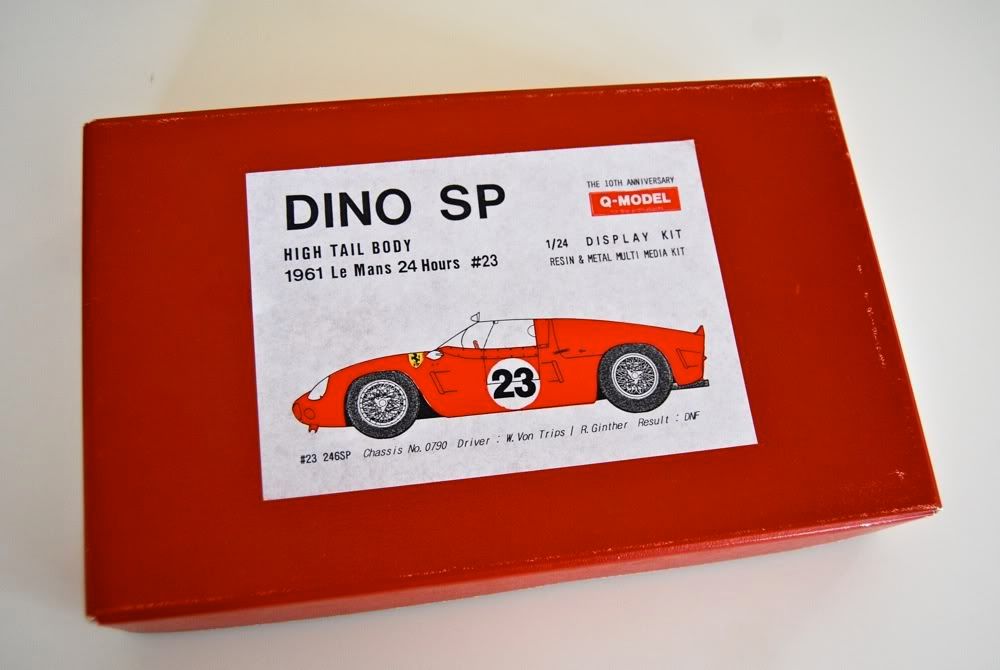 DINO SP
HIGH TAIL BODY
1961 Le Mans 24 Hours #23
THE 10TH ANNIVERSARY
Q-MODEL
1/24 DISPLAY KIT
RESIN & METAL MULTI MEDIA KIT
23
#23 246SP Chassis No. 0790 Driver : W. Von Trips / R. Ginther Result : DNF